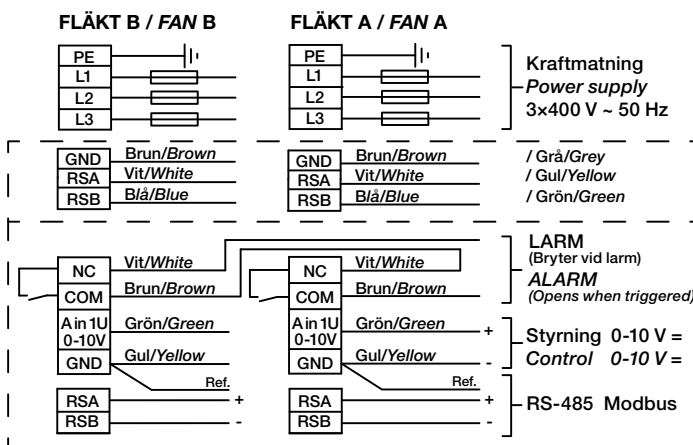 FLÄKT B / FAN B
FLÄKT A / FAN A
PE
L1
L2
L3
PE
L1
L2
L3
Kraftmatning
Power supply
3×400 V ~ 50 Hz
GND Brun/Brown
RSA Vit/White
RSB Blå/Blue
GND Brun/Brown
RSA Vit/White
RSB Blå/Blue
/ Grå/Grey
/ Gul/Yellow
/ Grön/Green
NC Vit/White
COM Brun/Brown
A in 1U
0-10V
Grön/Green
GND Gul/Yellow
Ref.
RSA +
RSB -
NC Vit/White
COM Brun/Brown
A in 1U
0-10V
Grön/Green +
GND Gul/Yellow -
Ref.
RSA +
RSB -
LARM
(Bryter vid larm)
ALARM
(Opens when triggered)
Styrning 0-10 V =
Control 0-10 V =
RS-485 Modbus